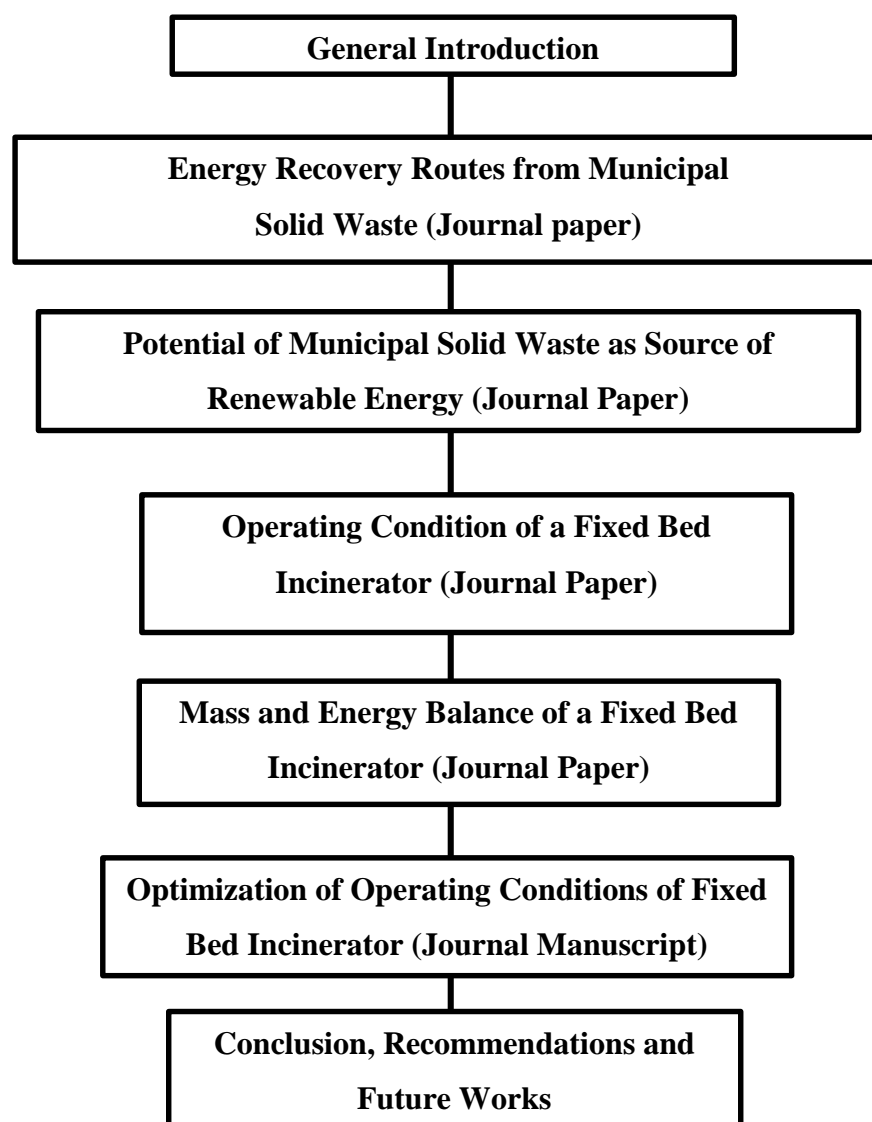 General Introduction
Energy Recovery Routes from Municipal
Solid Waste (Journal paper)
Potential of Municipal Solid Waste as Source of
Renewable Energy (Journal Paper)
Operating Condition of a Fixed Bed
Incinerator (Journal Paper)
Mass and Energy Balance of a Fixed Bed
Incinerator (Journal Paper)
Optimization of Operating Conditions of Fixed
Bed Incinerator (Journal Manuscript)
Conclusion, Recommendations and
Future Works